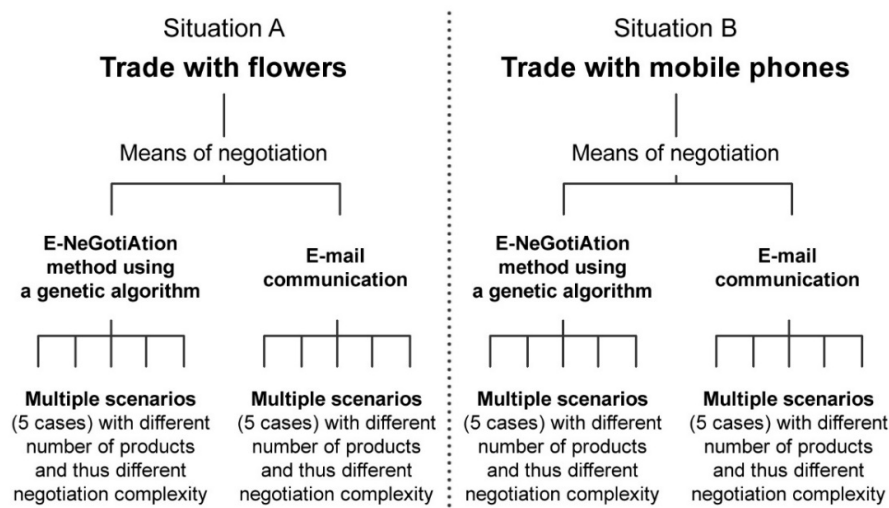 Situation A
Trade with flowers
Means of negotiation
E-NeGotiAtion
method using
a genetic algorithm
E-mail
communication
Multiple scenarios
(5 cases) with different
number of products
and thus different
negotiation complexity
Multiple scenarios
(5 cases) with different
number of products
and thus different
negotiation complexity
Situation B
Trade with mobile phones
Means of negotiation
E-NeGotiAtion
method using
a genetic algorithm
E-mail
communication
Multiple scenarios
(5 cases) with different
number of products
and thus different
negotiation complexity
Multiple scenarios
(5 cases) with different
number of products
and thus different
negotiation complexity